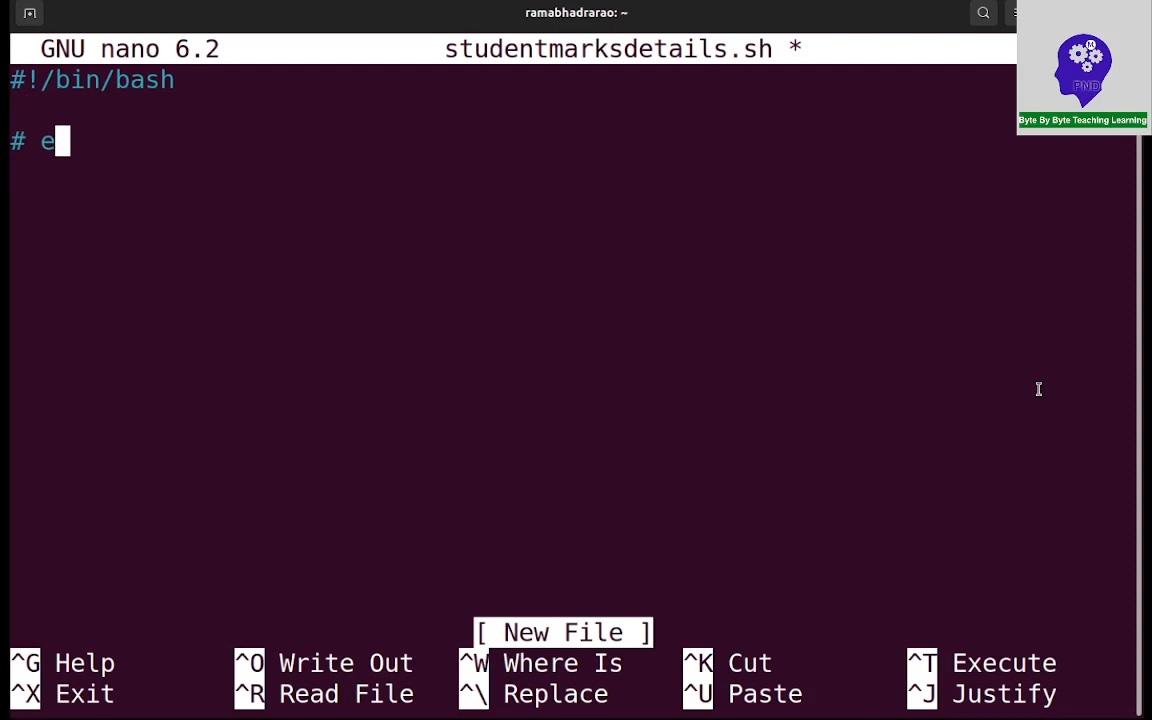 ramabhadrarao: ~
GNU nano 6.2 studentmarksdetails.sh *
#!/bin/bash
# e
PND
Byte By Byte Teaching Learning
[ New File ]
^G Help ^O Write Out ^W Where Is ^K Cut ^T Execute
^X Exit ^R Read File ^\ Replace ^U Paste ^J Justify